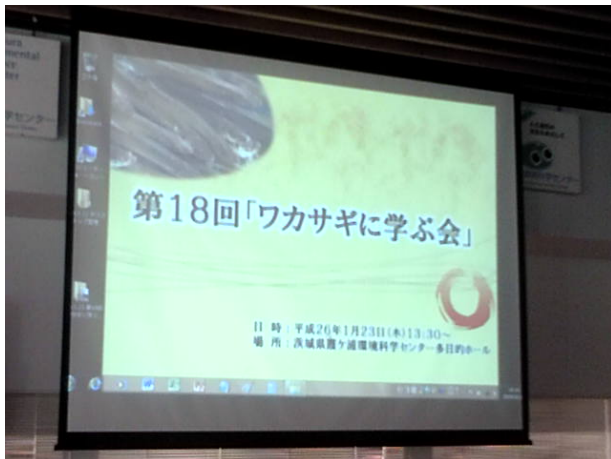 第18回「ワカサギに学ぶ会」
日 時：平成26年1月23日(木)13:30～
場 所：茨城県霞ケ浦環境科学センター多目的ホール